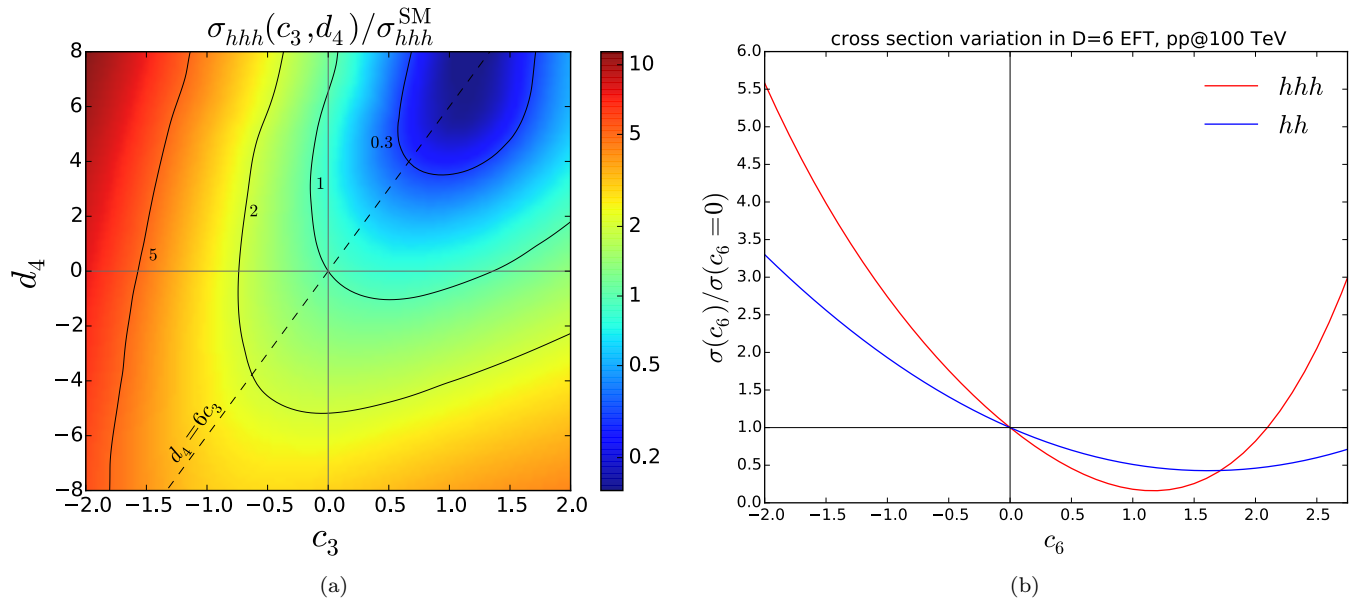 σhhh(c3,d4)/σSMhhh
8
6
4
2
0
−2
−4
−6
−8
d4
0.3
1
2
5
d4=6c3
−2.0 −1.5 −1.0 −0.5 0.0 0.5 1.0 1.5 2.0
c3
10
5
2
1
0.5
0.2
(a)
cross section variation in D=6 EFT, pp@100 TeV
6.0
5.5
5.0
4.5
4.0
3.5
3.0
2.5
2.0
1.5
1.0
0.5
0.0
σ(c6)/σ(c6=0)
hhh
hh
−2.0 −1.5 −1.0 −0.5 0.0 0.5 1.0 1.5 2.0 2.5
c6
(b)